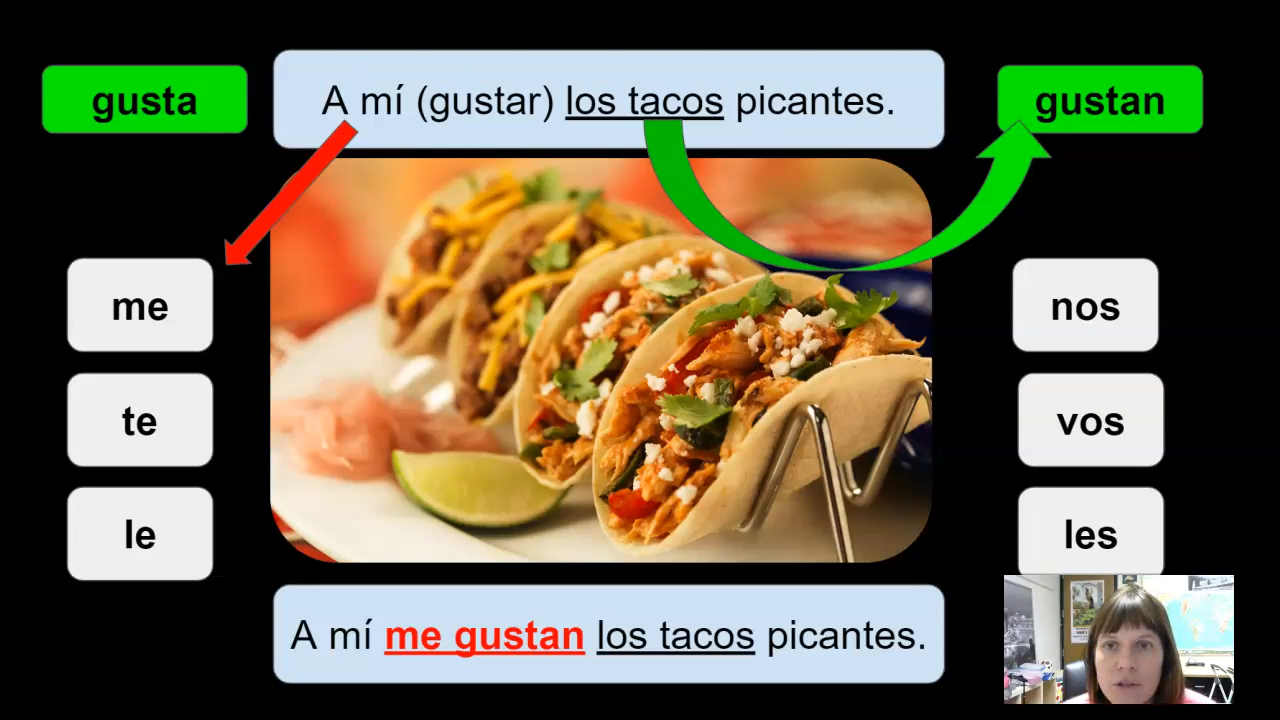 gusta
A mí (gustar) los tacos picantes.
gustan
me
te
le
nos
vos
les
A mí me gustan los tacos picantes.